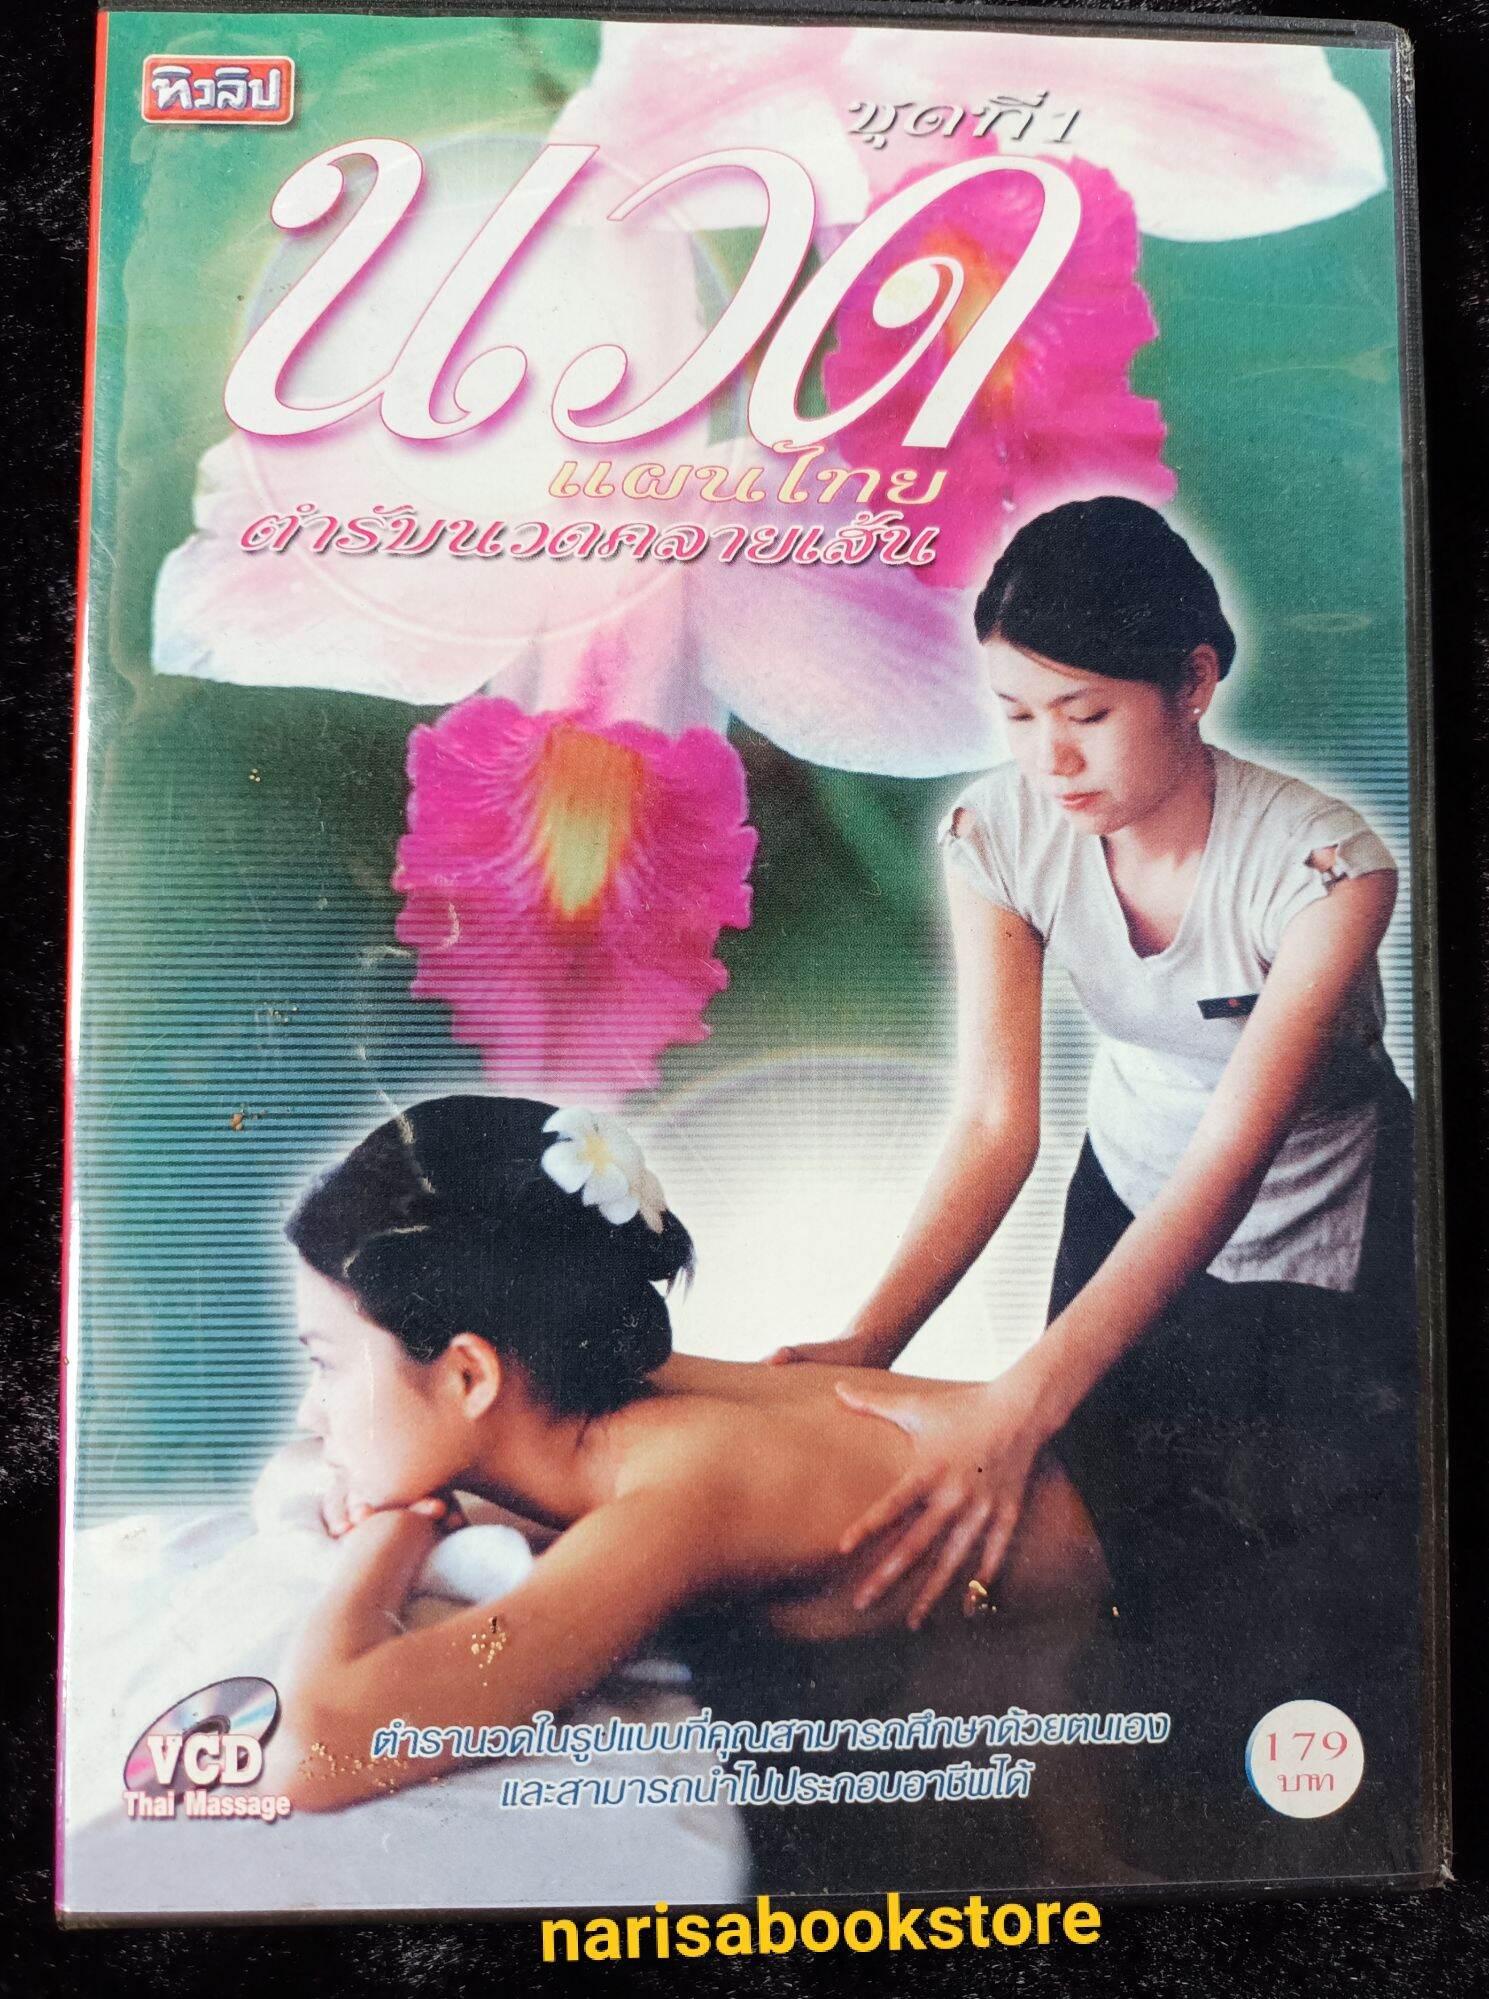 ทิวลิป
ชุดที่ 1
นวด
แผนไทย
ตำรับนวดคลายเส้น
ตำรานวดในรูปแบบที่คุณสามารถศึกษาด้วยตนเอง
และสามารถนำไปประกอบอาชีพได้
VCD
Thai Massage
179
บาท
narisabookstore